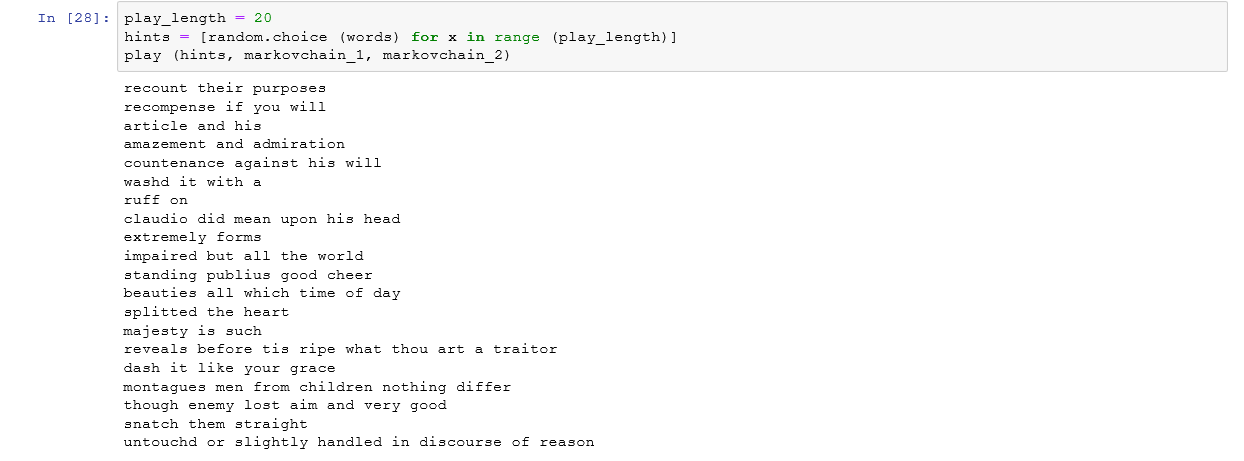 In [28]: play_length = 20
hints = [random.choice (words) for x in range (play_length)]
play (hints, markovchain_1, markovchain_2)
recount their purposes
recompense if you will
article and his
amazement and admiration
countenance against his will
washd it with a
ruff on
claudio did mean upon his head
extremely forms
impaired but all the world
standing publius good cheer
beauties all which time of day
splitted the heart
majesty is such
reveals before tis ripe what thou art a traitor
dash it like your grace
montagues men from children nothing differ
though enemy lost aim and very good
snatch them straight
untouchd or slightly handled in discourse of reason